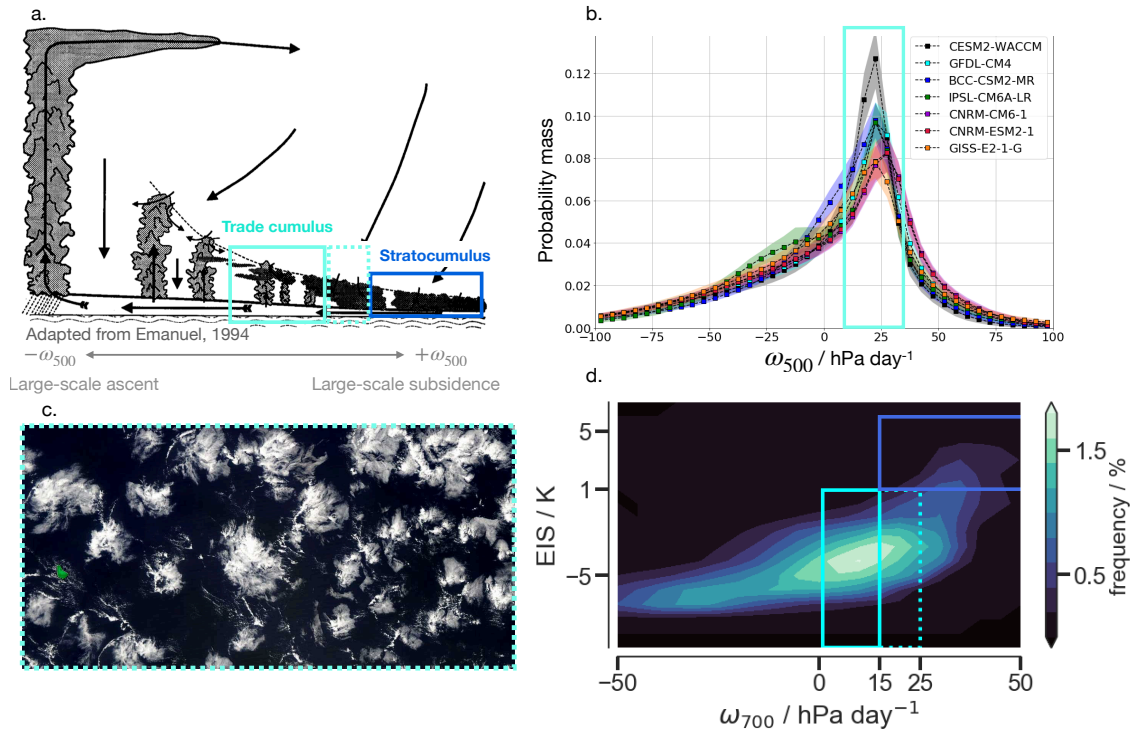 a.
Trade cumulus
Stratocumulus
Adapted from Emanuel, 1994
−ω500
+ω500
Large-scale ascent
Large-scale subsidence
b.
CESM2-WACCM
GFDL-CM4
BCC-CSM2-MR
IPSL-CM6A-LR
CNRM-CM6-1
CNRM-ESM2-1
GISS-E2-1-G
Probability mass
0.12
0.10
0.08
0.06
0.04
0.02
0.00
−100 −75 −50 −25 0 25 50 75 100
ω500 / hPa day-1
c.
d.
EIS / K
5
1
−5
−50 0 15 25 50
ω700 / hPa day−1
1.5
0.5
frequency / %